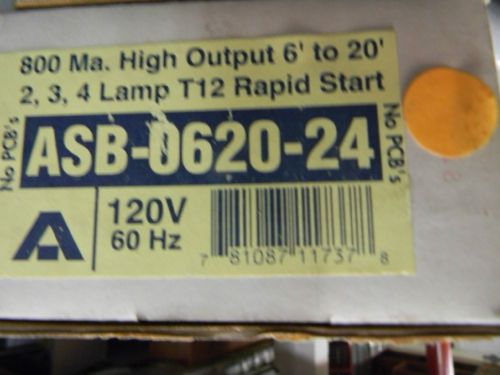 800 Ma. High Output 6' to 20'
2, 3, 4 Lamp T12 Rapid Start
No PCB's
ASB-0620-24
No PCB's
A
120V
60 Hz
7 81087 11737 8